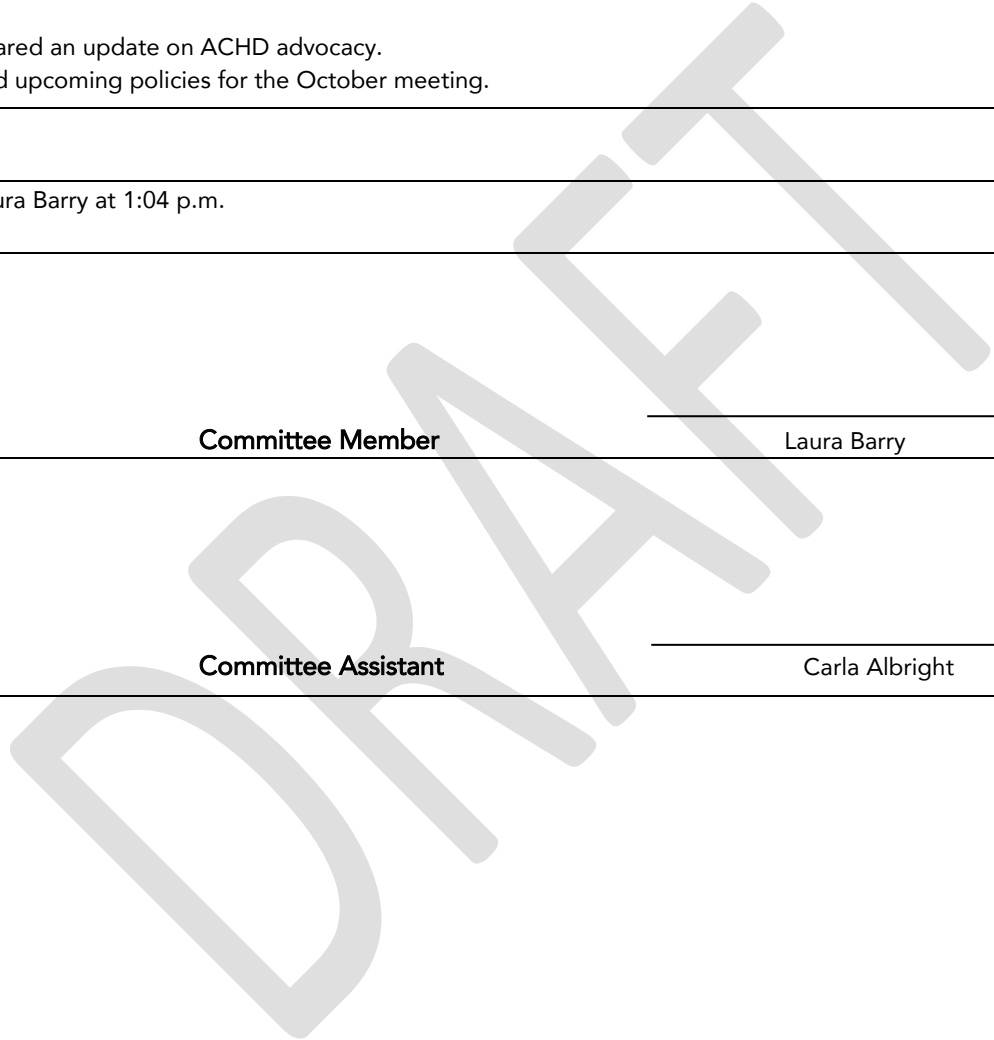 ared an update on ACHD advocacy.
d upcoming policies for the October meeting.
ura Barry at 1:04 p.m.
Committee Member Laura Barry
Committee Assistant Carla Albright
DRAFT